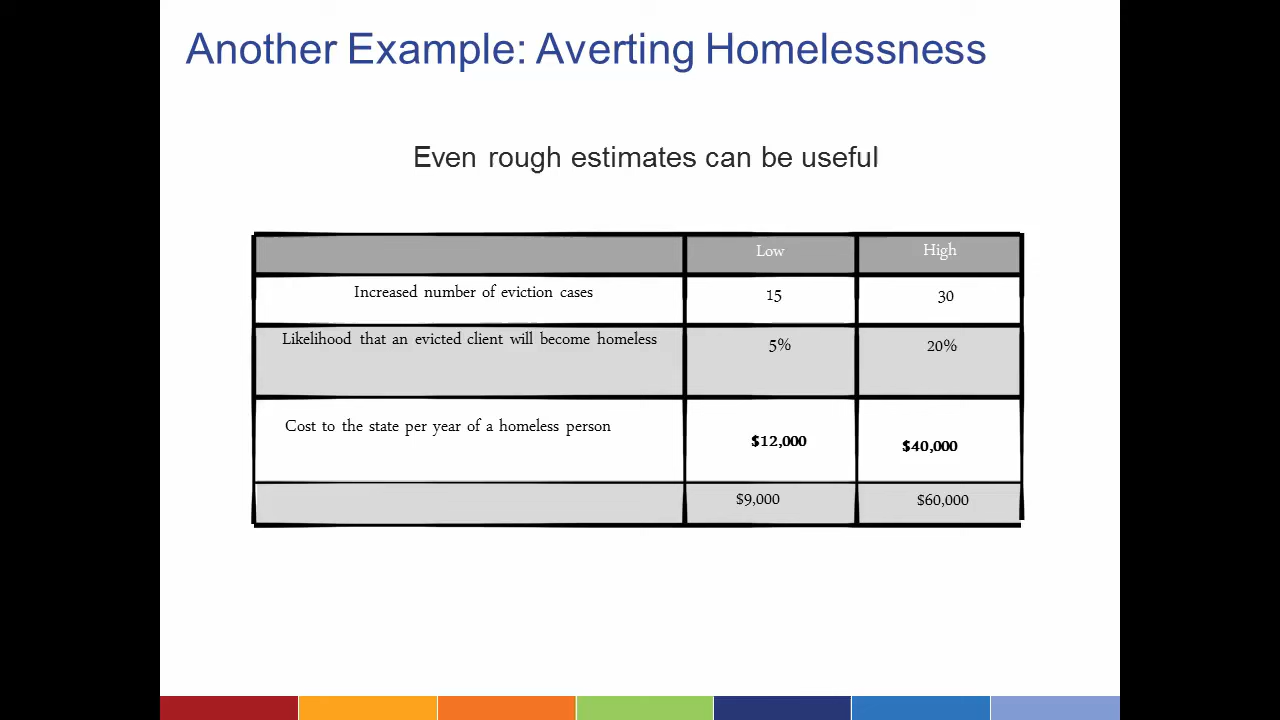 Another Example: Averting Homelessness
Even rough estimates can be useful
Low High
Increased number of eviction cases 15 30
Likelihood that an evicted client will become homeless 5% 20%
Cost to the state per year of a homeless person $12,000 $40,000
$9,000 $60,000